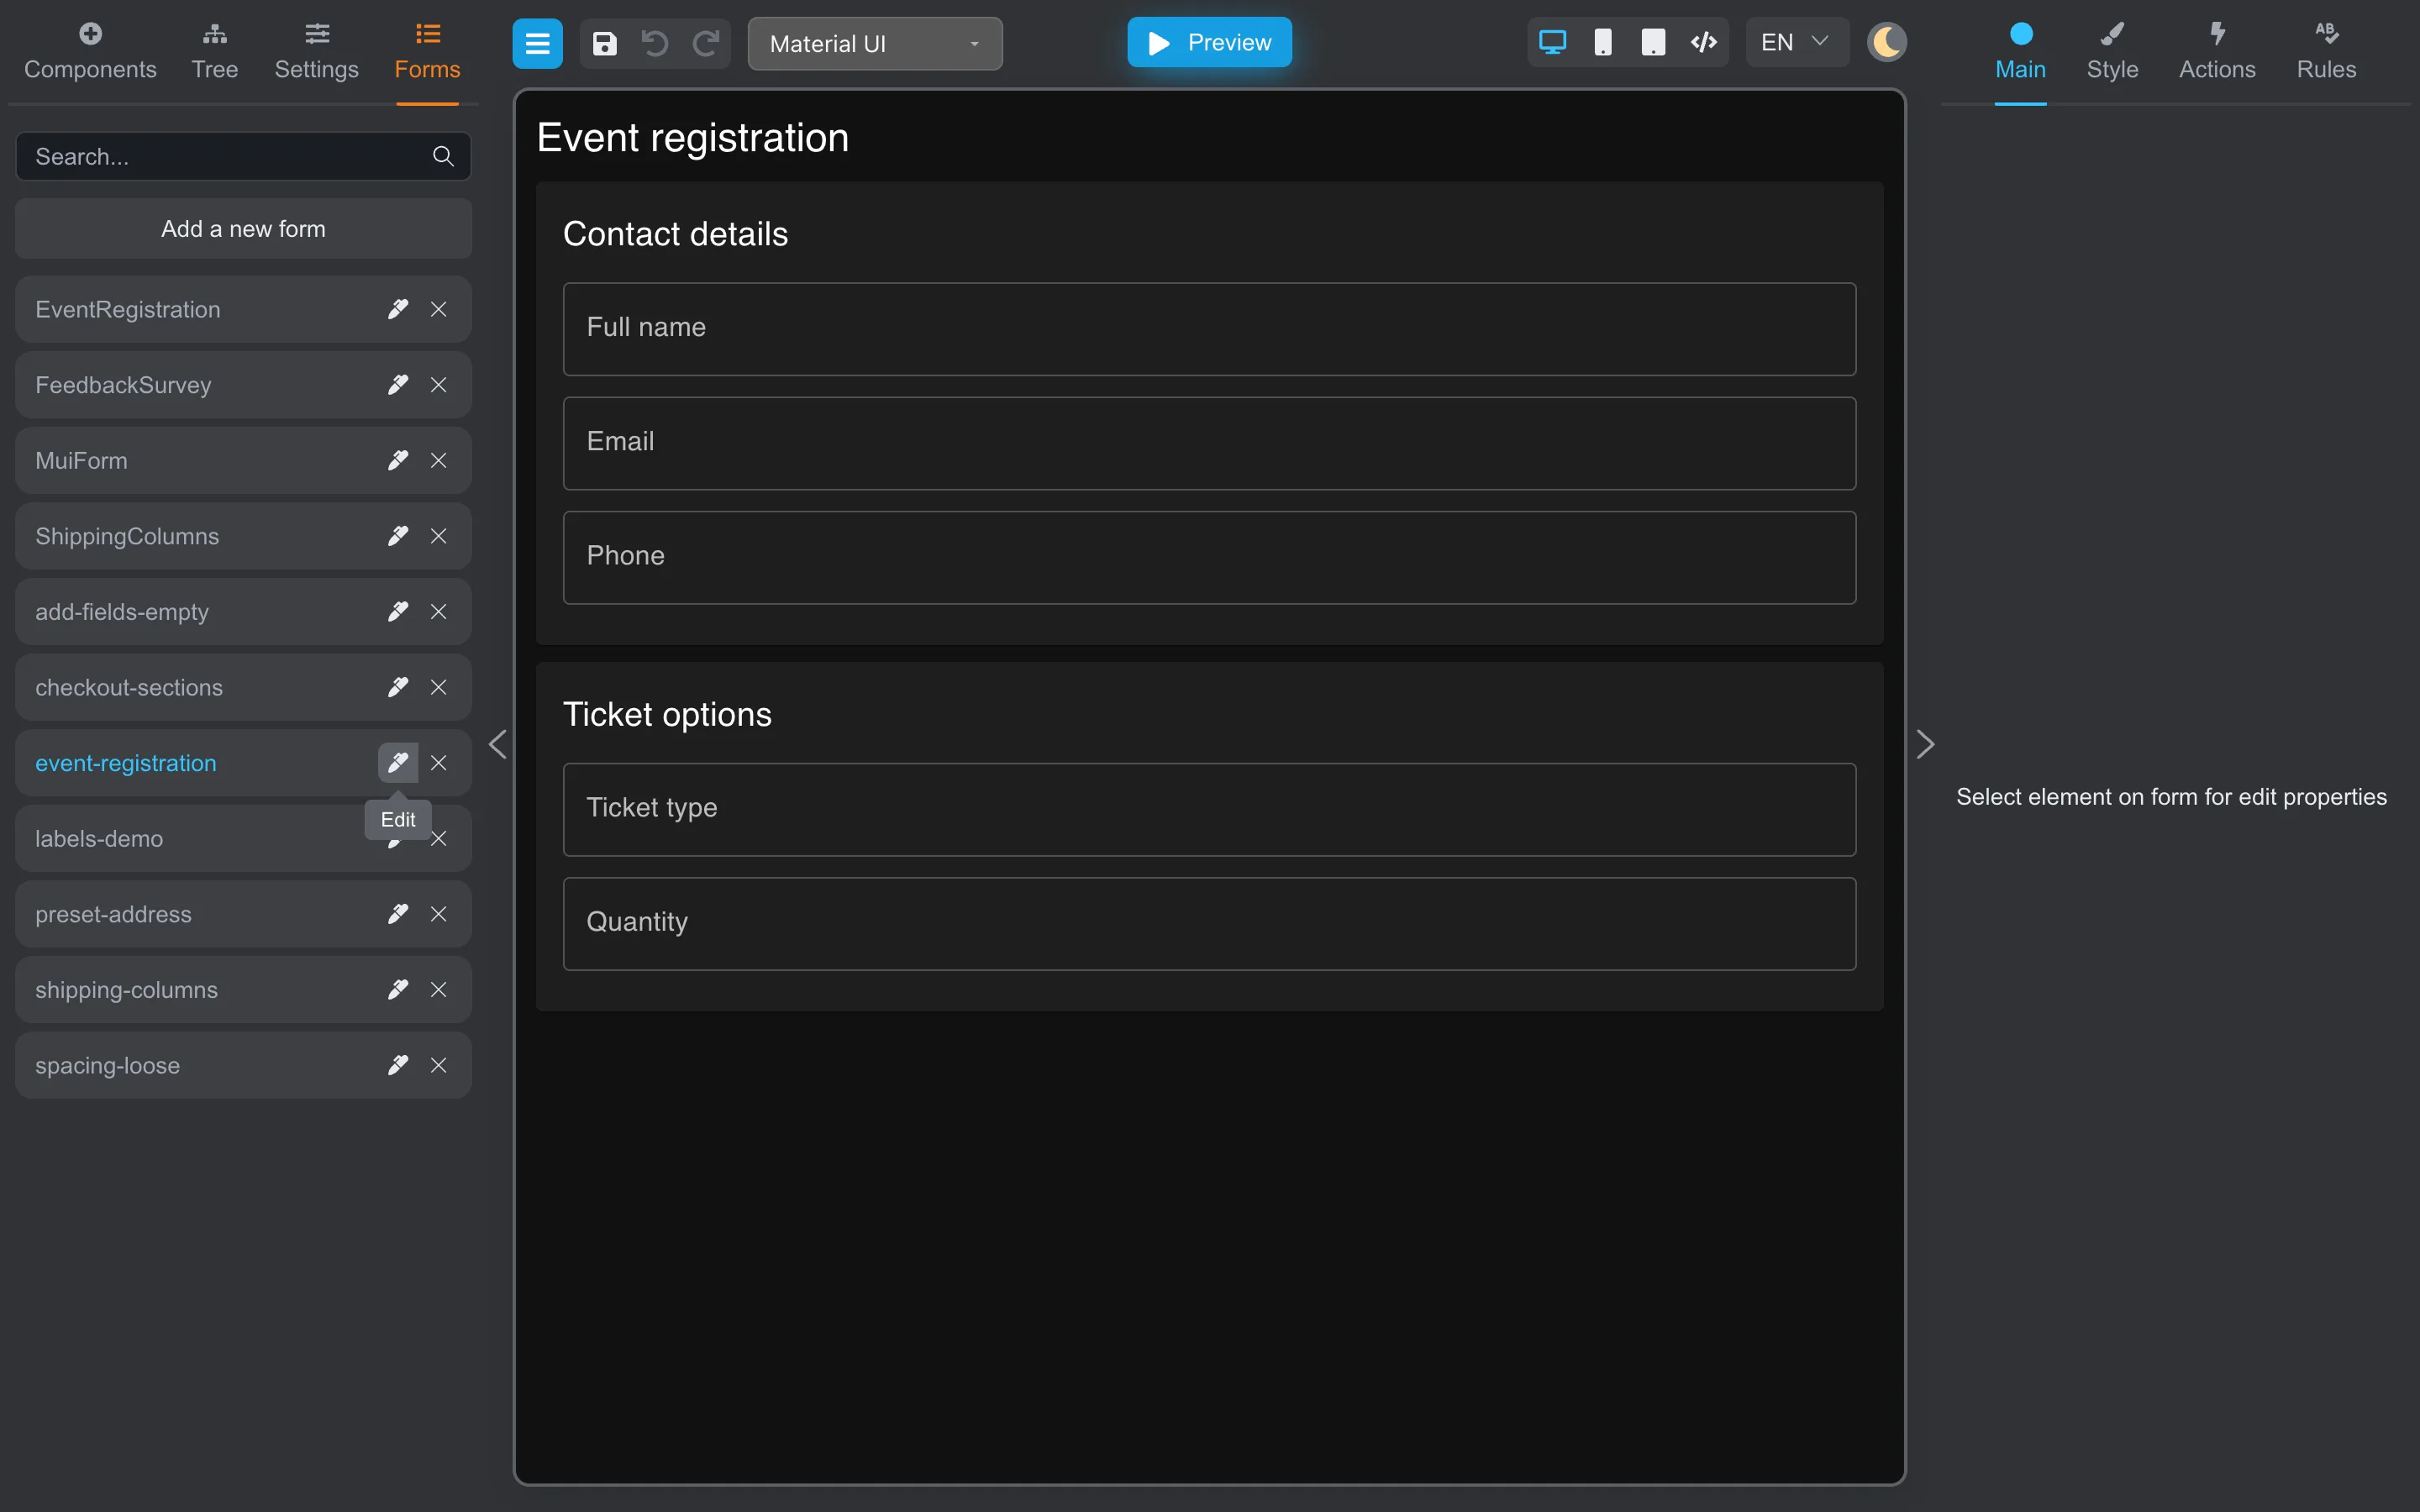 Components
Tree
Settings
Forms
Material UI
Preview
EN
Main
Style
Actions
AB
Rules
Search...
Add a new form
EventRegistration
FeedbackSurvey
MuiForm
ShippingColumns
add-fields-empty
checkout-sections
event-registration
Edit
labels-demo
preset-address
shipping-columns
spacing-loose
Event registration
Contact details
Full name
Email
Phone
Ticket options
Ticket type
Quantity
Select element on form for edit properties